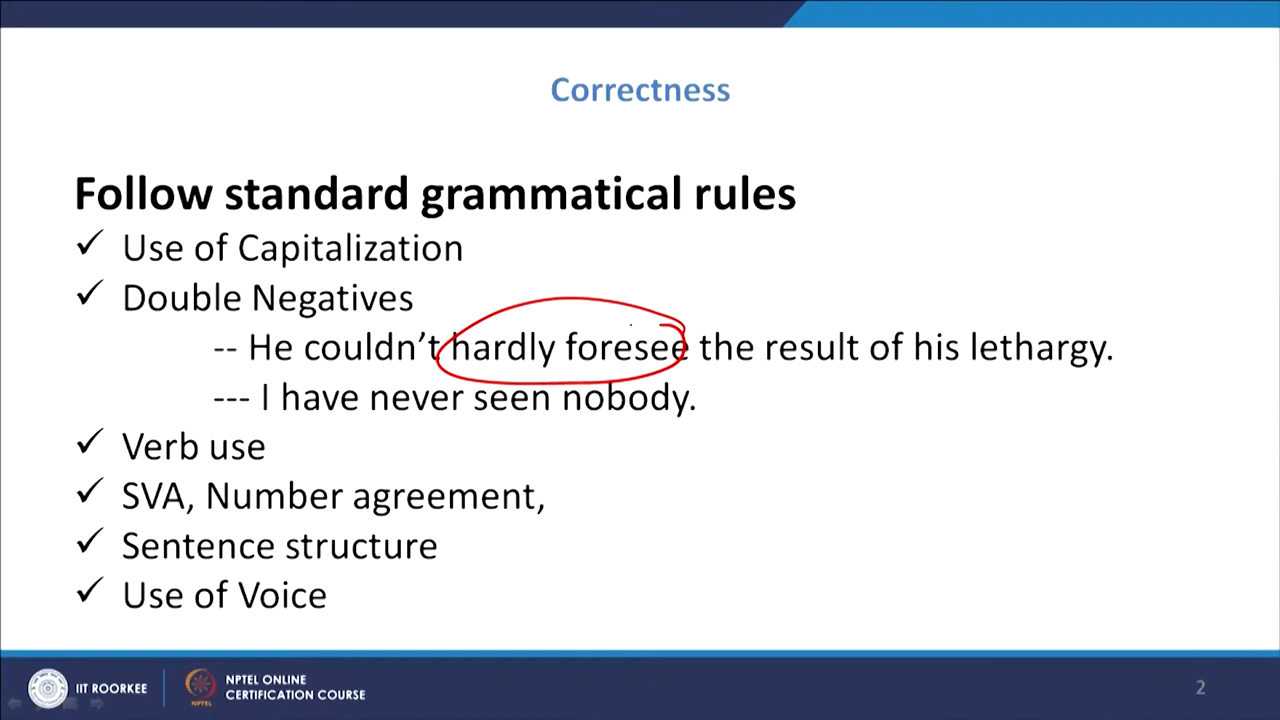 Correctness
Follow standard grammatical rules
✓ Use of Capitalization
✓ Double Negatives
-- He couldn't hardly foresee the result of his lethargy.
--- I have never seen nobody.
✓ Verb use
✓ SVA, Number agreement,
✓ Sentence structure
✓ Use of Voice
IIT ROORKEE
NPTEL
NPTEL ONLINE
CERTIFICATION COURSE
2